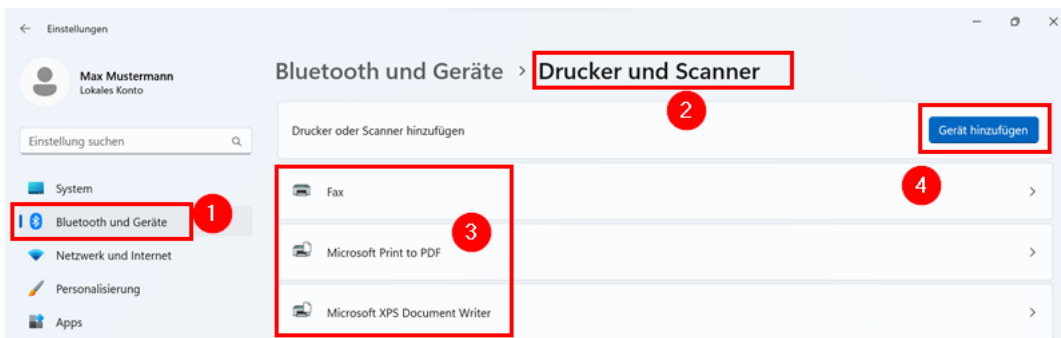 Einstellungen
Max Mustermann
Lokales Konto
Einstellung suchen
System
Bluetooth und Geräte
1
Netzwerk und Internet
Personalisierung
Apps
Bluetooth und Geräte > Drucker und Scanner
2
Drucker oder Scanner hinzufügen
Gerät hinzufügen
4
Fax
3
Microsoft Print to PDF
Microsoft XPS Document Writer